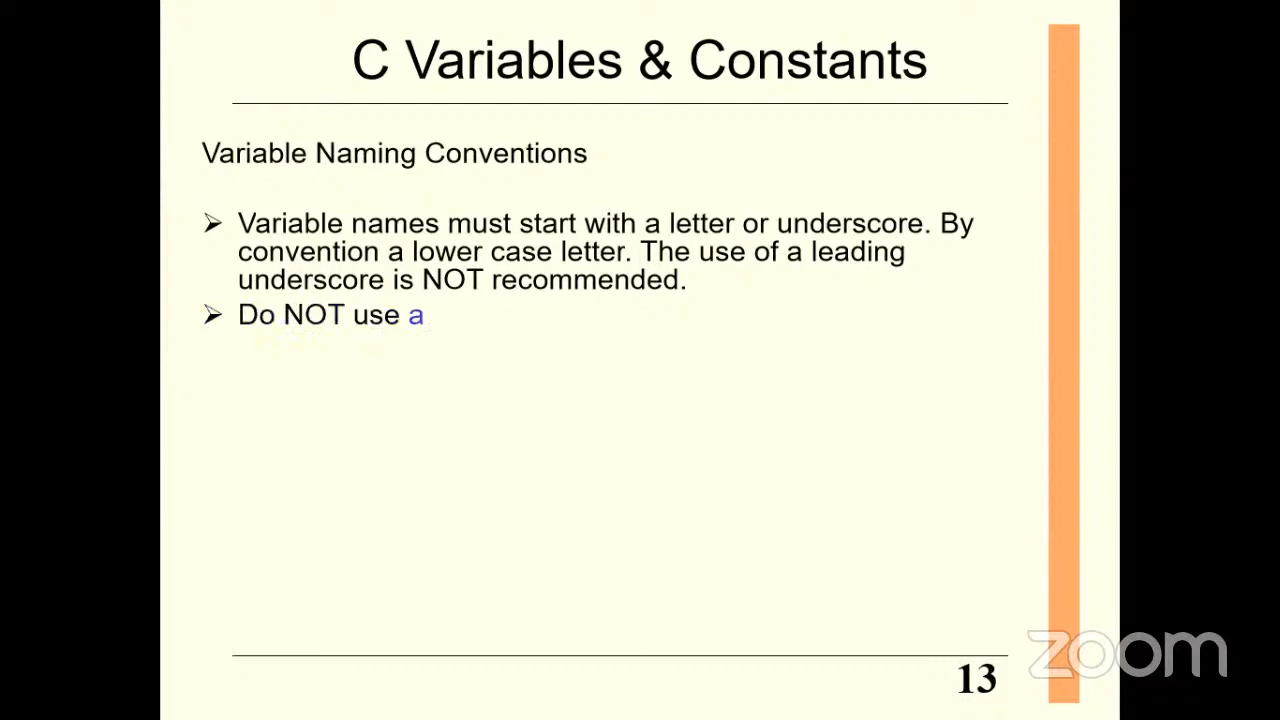 C Variables & Constants
Variable Naming Conventions
➢ Variable names must start with a letter or underscore. By
convention a lower case letter. The use of a leading
underscore is NOT recommended.
➢ Do NOT use a
13
zoom